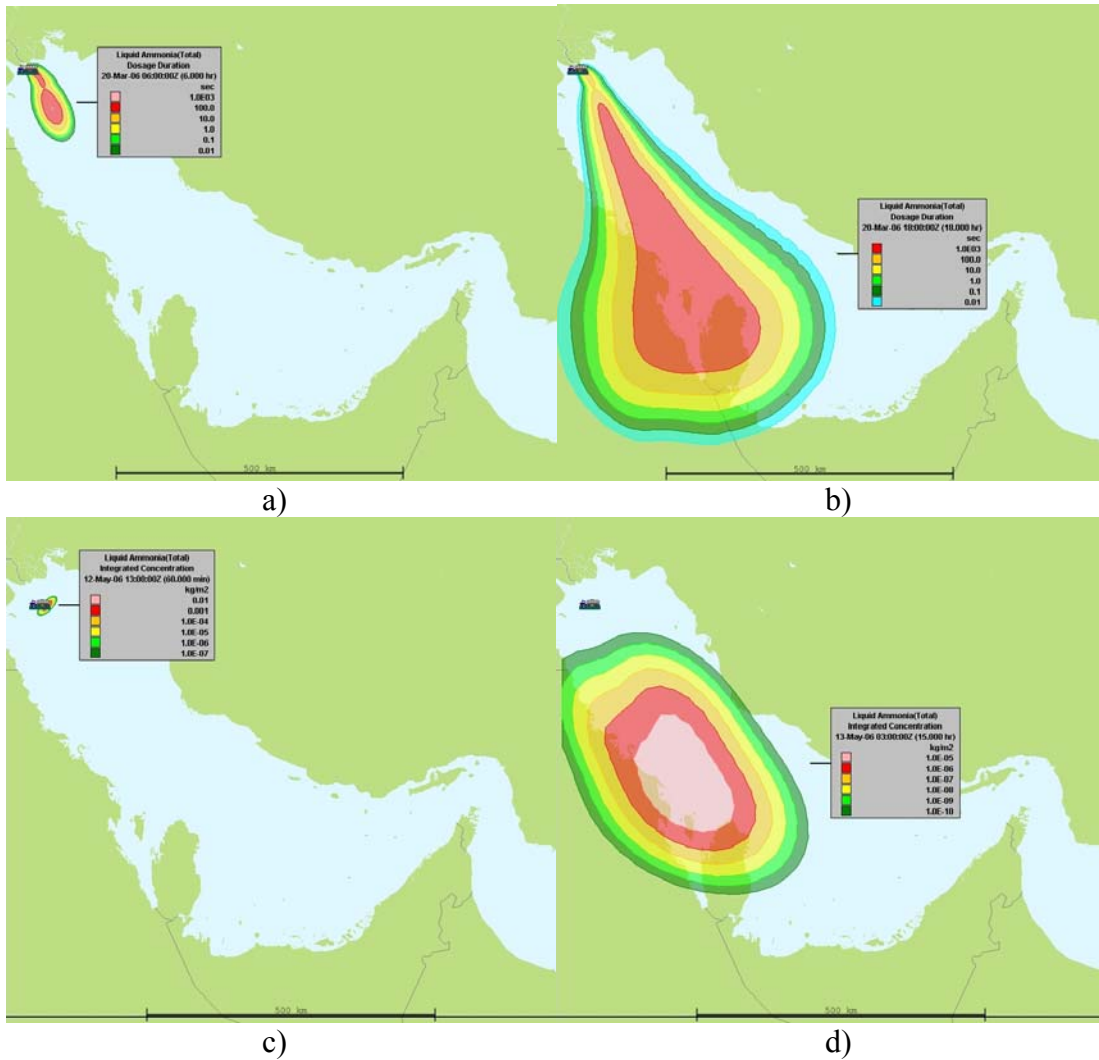 Liquid Ammonia(Total)
Dosage Duration
20-Mar-06 06:00:00Z (6.000 hr)
sec
1.0E03
100.0
10.0
1.0
0.1
0.01
500 km
a)
Liquid Ammonia(Total)
Dosage Duration
20-Mar-06 18:00:00Z (18.000 hr)
sec
1.0E03
100.0
10.0
1.0
0.1
0.01
500 km
b)
Liquid Ammonia(Total)
Integrated Concentration
12-May-06 13:00:00Z (60.000 min)
kg/m2
0.01
0.001
1.0E-04
1.0E-05
1.0E-06
1.0E-07
500 km
c)
Liquid Ammonia(Total)
Integrated Concentration
13-May-06 03:00:00Z (15.000 hr)
kg/m2
1.0E-05
1.0E-06
1.0E-07
1.0E-08
1.0E-09
1.0E-10
500 km
d)